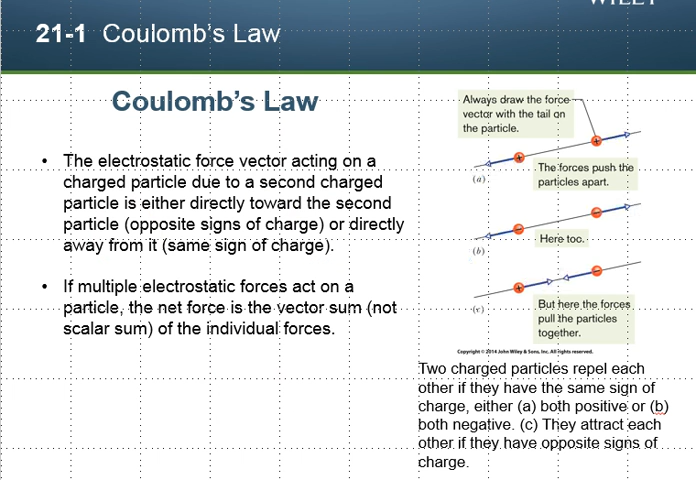 WILEY
21-1 Coulomb's Law
Coulomb's Law
• The electrostatic force vector acting on a
charged particle due to a second charged
particle is either directly toward the second
particle (opposite signs of charge) or directly
away from it (same sign of charge).
• If multiple electrostatic forces act on a
particle, the net force is the vector sum (not
scalar sum) of the individual forces.
Always draw the force
vector with the tail on
the particle.
(a)
The forces push the
particles apart.
(b)
Here too.
(c)
But here the forces
pull the particles
together.
Copyright © 2014 John Wiley & Sons, Inc. All rights reserved.
Two charged particles repel each
other if they have the same sign of
charge, either (a) both positive or (b)
both negative. (c) They attract each
other if they have opposite signs of
charge.